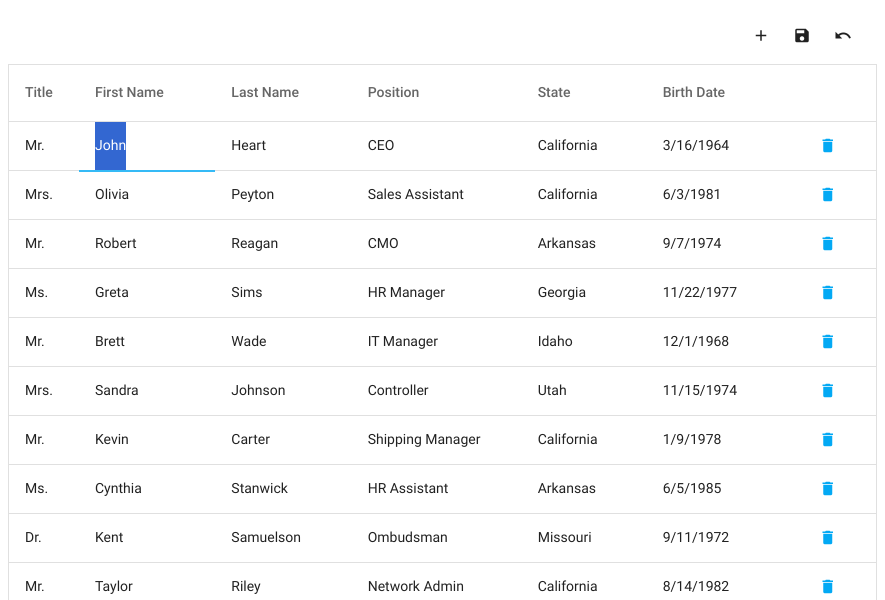 Title First Name Last Name Position State Birth Date
Mr. John Heart CEO California 3/16/1964
Mrs. Olivia Peyton Sales Assistant California 6/3/1981
Mr. Robert Reagan CMO Arkansas 9/7/1974
Ms. Greta Sims HR Manager Georgia 11/22/1977
Mr. Brett Wade IT Manager Idaho 12/1/1968
Mrs. Sandra Johnson Controller Utah 11/15/1974
Mr. Kevin Carter Shipping Manager California 1/9/1978
Ms. Cynthia Stanwick HR Assistant Arkansas 6/5/1985
Dr. Kent Samuelson Ombudsman Missouri 9/11/1972
Mr. Taylor Riley Network Admin California 8/14/1982